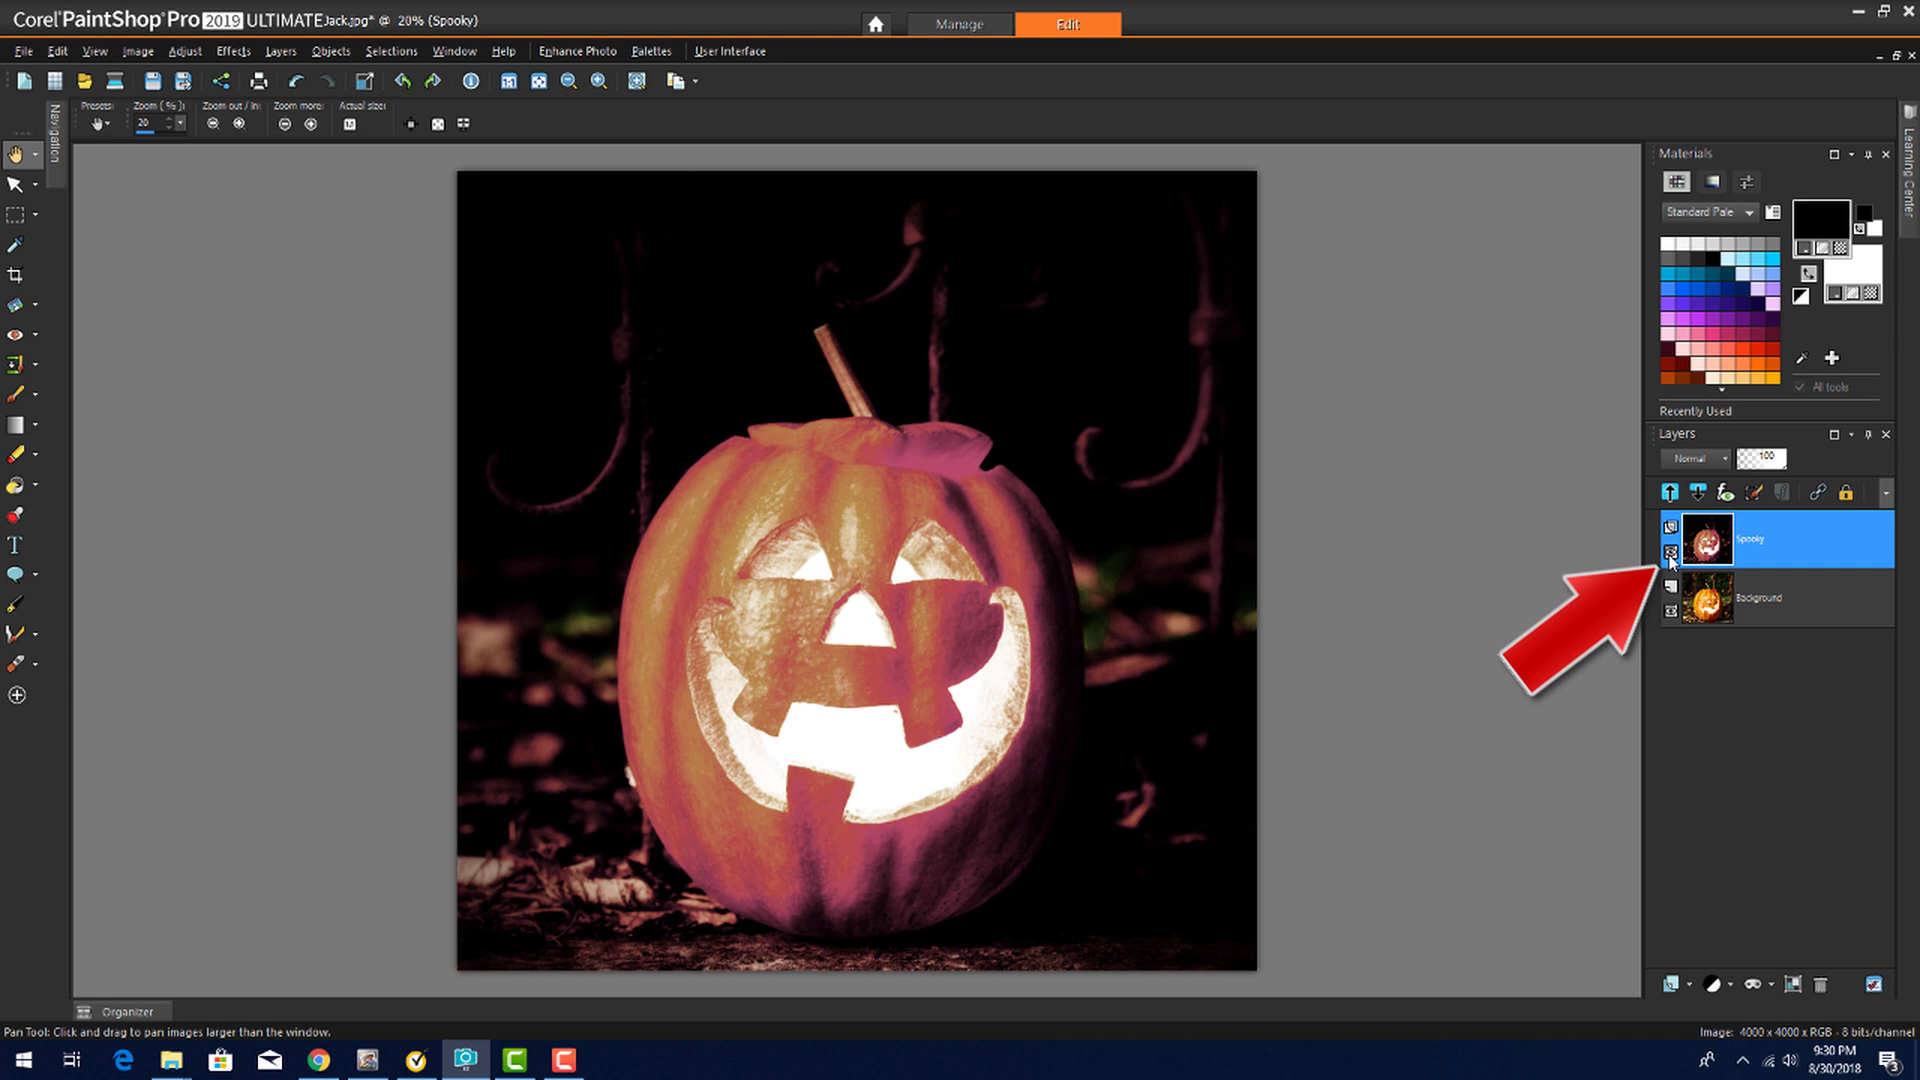 Corel PaintShop Pro 2019 ULTIMATE Jack.jpg* @ 20% (Spooky)
Manage
Edit
File Edit View Image Adjust Effects Layers Objects Selections Window Help Enhance Photo Palettes User Interface
Presets: Zoom (%): Zoom out / in: Zoom more: Actual size:
20
1:1
Navigation
Learning Center
Materials
Standard Pale
All tools
Recently Used
Layers
Normal 100
Spooky
Background
Organizer
Pan Tool: Click and drag to pan images larger than the window.
Image: 4000 x 4000 x RGB - 8 bits/channel
9:30 PM
8/30/2018
3